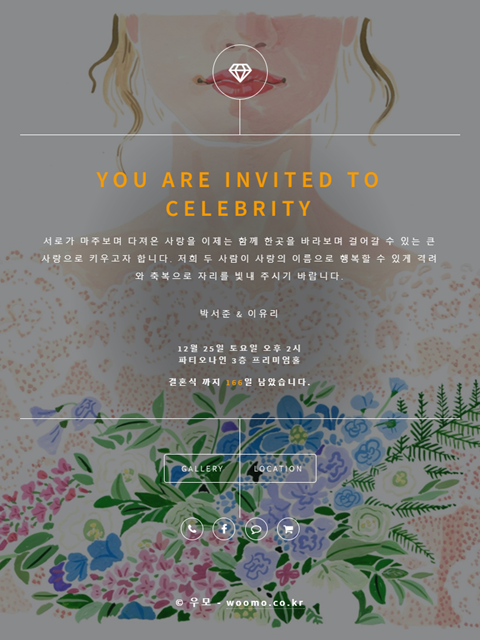 YOU ARE INVITED TO
CELEBRITY
서로가 마주보며 다져온 사랑을 이제는 함께 한곳을 바라보며 걸어갈 수 있는 큰
사랑으로 키우고자 합니다. 저희 두 사람이 사랑의 이름으로 행복할 수 있게 격려
와 축복으로 자리를 빛내 주시기 바랍니다.
박서준 & 이유리
12월 25일 토요일 오후 2시
파티오나인 3층 프리미엄홀
결혼식 까지 166일 남았습니다.
GALLERY LOCATION
© 우모 - woomo.co.kr